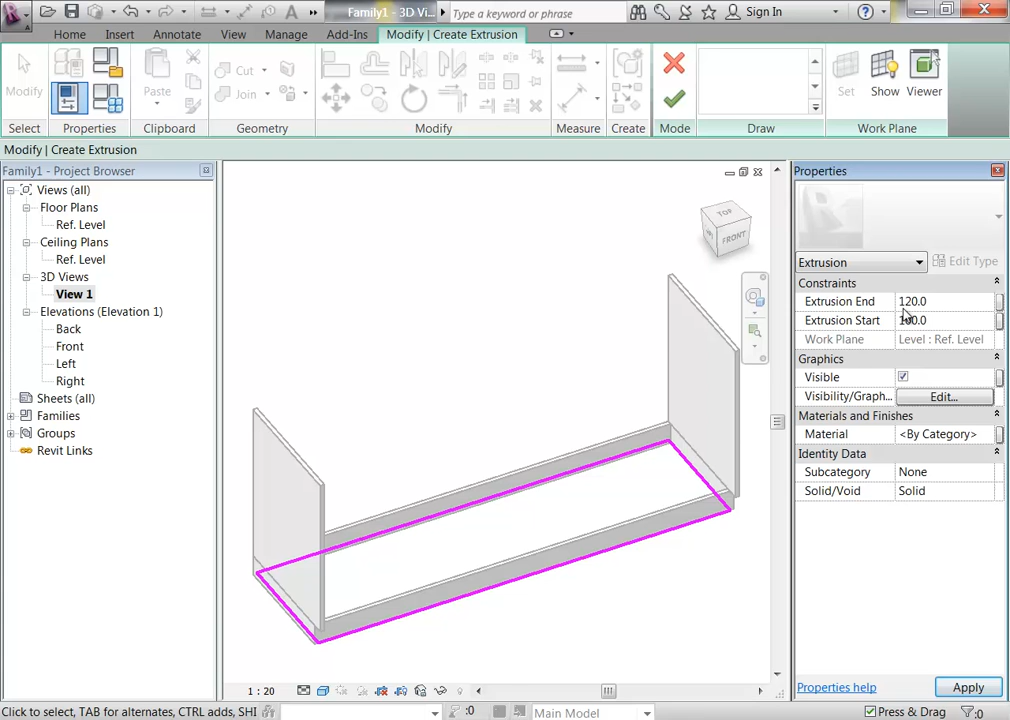 Family1 - 3D Vi...
Type a keyword or phrase
Sign In
Home
Insert
Annotate
View
Manage
Add-Ins
Modify | Create Extrusion
Modify
Paste
Cut
Join
Set
Show
Viewer
Select
Properties
Clipboard
Geometry
Modify
Measure
Create
Mode
Draw
Work Plane
Modify | Create Extrusion
Family1 - Project Browser
Views (all)
Floor Plans
Ref. Level
Ceiling Plans
Ref. Level
3D Views
View 1
Elevations (Elevation 1)
Back
Front
Left
Right
Sheets (all)
Families
Groups
Revit Links
TOP
FRONT
Properties
Extrusion
Edit Type
Constraints
Extrusion End 120.0
Extrusion Start 100.0
Work Plane Level : Ref. Level
Graphics
Visible
Visibility/Graph... Edit...
Materials and Finishes
Material <By Category>
Identity Data
Subcategory None
Solid/Void Solid
Properties help
Apply
1 : 20
Click to select, TAB for alternates, CTRL adds, SHI
:0
Main Model
Press & Drag
:0